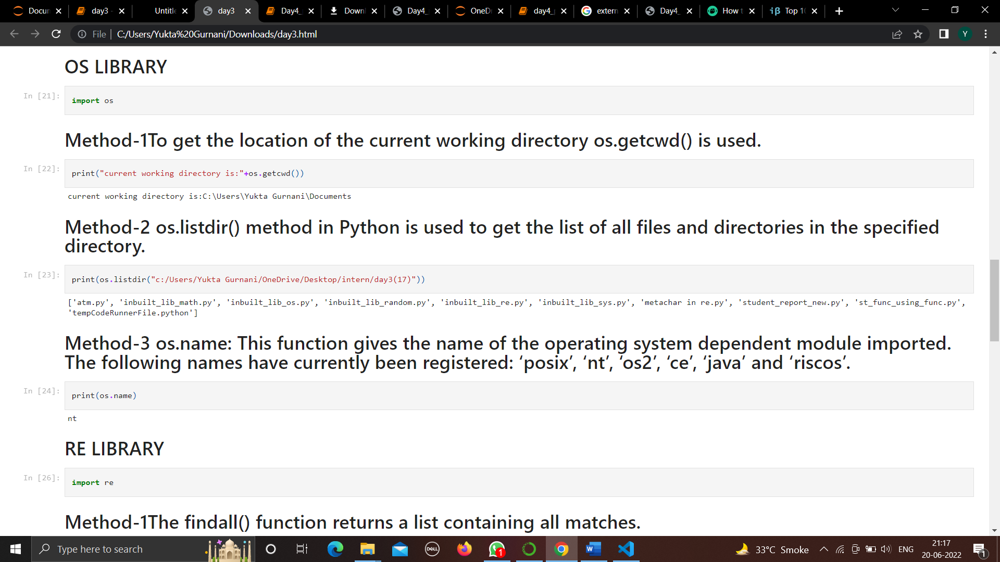 Docun
day3 -
Untitle
day3
Day4_
Downl
Day4_
OneDr
day4_p
extern
Day4_
How t
Top 10
File
C:/Users/Yukta%20Gurnani/Downloads/day3.html
Y
OS LIBRARY
In [21]:
import os
Method-1To get the location of the current working directory os.getcwd() is used.
In [22]:
print("current working directory is:"+os.getcwd())
current working directory is:C:\Users\Yukta Gurnani\Documents
Method-2 os.listdir() method in Python is used to get the list of all files and directories in the specified
directory.
In [23]:
print(os.listdir("c:/Users/Yukta Gurnani/OneDrive/Desktop/intern/day3(17)"))
['atm.py', 'inbuilt_lib_math.py', 'inbuilt_lib_os.py', 'inbuilt_lib_random.py', 'inbuilt_lib_re.py', 'inbuilt_lib_sys.py', 'metachar in re.py', 'student_report_new.py', 'st_func_using_func.py',
'tempCodeRunnerFile.python']
Method-3 os.name: This function gives the name of the operating system dependent module imported.
The following names have currently been registered: ‘posix’, ‘nt’, ‘os2’, ‘ce’, ‘java’ and ‘riscos’.
In [24]:
print(os.name)
nt
RE LIBRARY
In [26]:
import re
Method-1The findall() function returns a list containing all matches.
Type here to search
DELL
1
W
33°C Smoke
ENG
21:17
20-06-2022
1